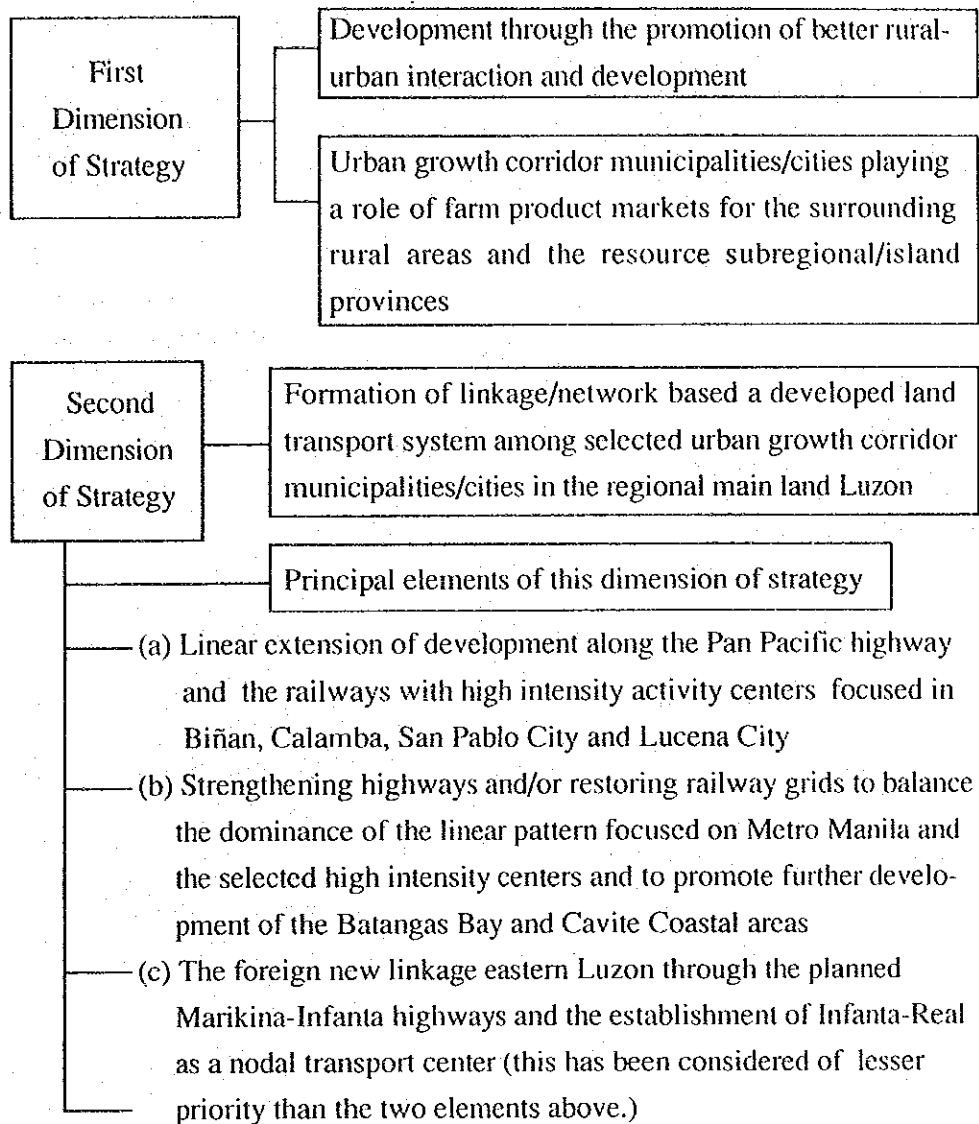 First
Dimension
of Strategy
Development through the promotion of better rural-
urban interaction and development
Urban growth corridor municipalities/cities playing
a role of farm product markets for the surrounding
rural areas and the resource subregional/island
provinces
Second
Dimension
of Strategy
Formation of linkage/network based a developed land
transport system among selected urban growth corridor
municipalities/cities in the regional main land Luzon
Principal elements of this dimension of strategy
(a) Linear extension of development along the Pan Pacific highway
and the railways with high intensity activity centers focused in
Biñan, Calamba, San Pablo City and Lucena City
(b) Strengthening highways and/or restoring railway grids to balance
the dominance of the linear pattern focused on Metro Manila and
the selected high intensity centers and to promote further develo-
pment of the Batangas Bay and Cavite Coastal areas
(c) The foreign new linkage eastern Luzon through the planned
Marikina-Infanta highways and the establishment of Infanta-Real
as a nodal transport center (this has been considered of lesser
priority than the two elements above.)